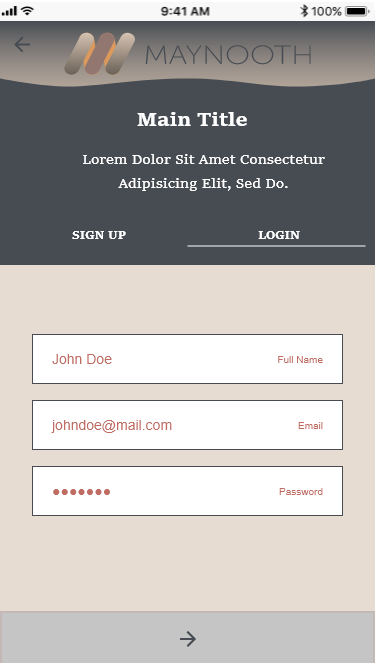 9:41 AM 100%
MAYNOOTH
Main Title
Lorem Dolor Sit Amet Consectetur
Adipisicing Elit, Sed Do.
SIGN UP LOGIN
John Doe Full Name
johndoe@mail.com Email
●●●●●●● Password